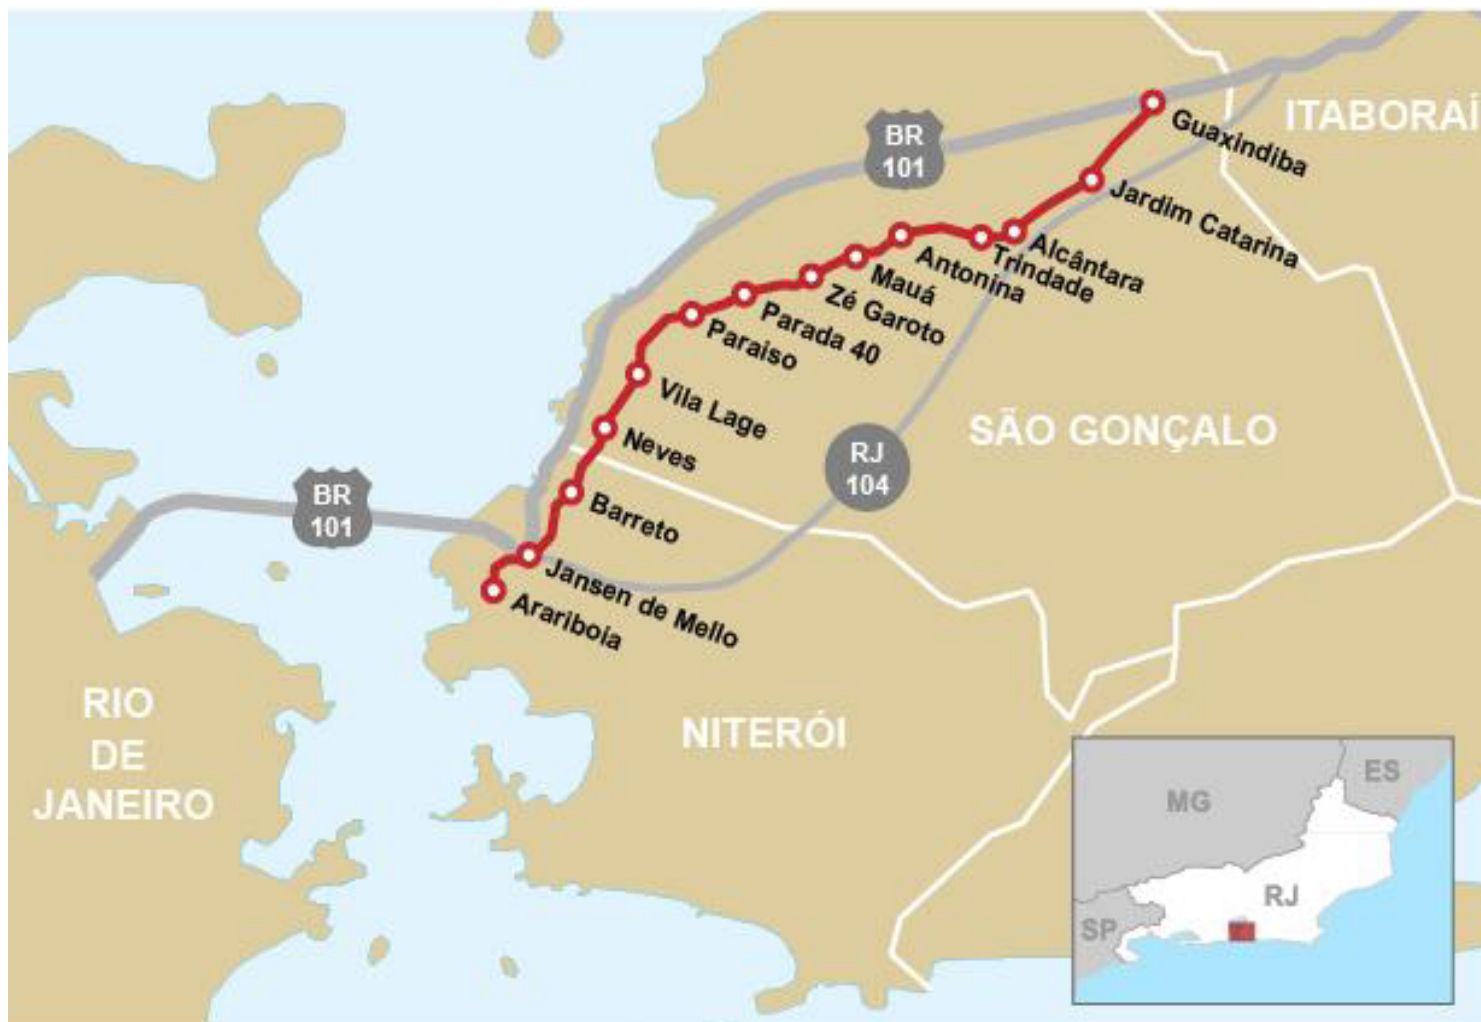 BR
101
ITABORAÍ
Guaxindiba
Jardim Catarina
Alcântara
Trindade
Antonina
Mauá
Zé Garoto
Parada 40
Paraiso
Vila Lage
Neves
SÃO GONÇALO
RJ
104
BR
101
Barreto
Jansen de Mello
Arariboia
RIO
DE
JANEIRO
NITERÓI
MG
ES
RJ
SP